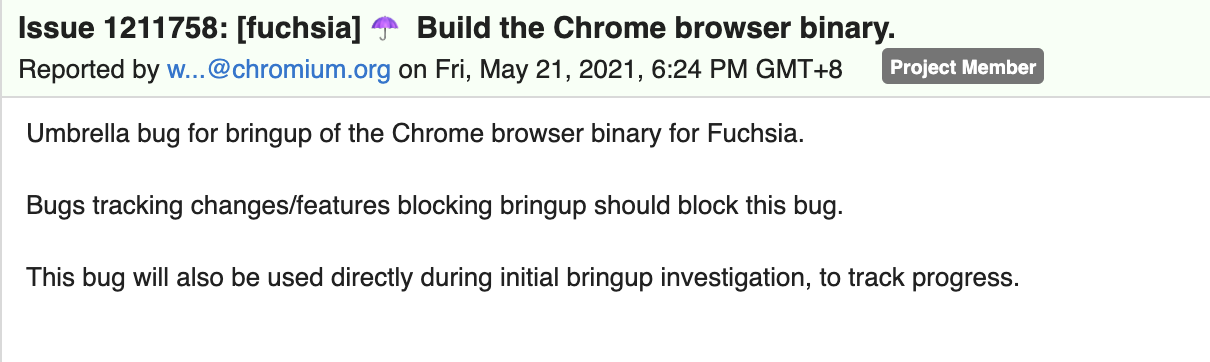 Issue 1211758: [fuchsia] ☂ Build the Chrome browser binary.
Reported by w...@chromium.org on Fri, May 21, 2021, 6:24 PM GMT+8 Project Member
Umbrella bug for bringup of the Chrome browser binary for Fuchsia.
Bugs tracking changes/features blocking bringup should block this bug.
This bug will also be used directly during initial bringup investigation, to track progress.